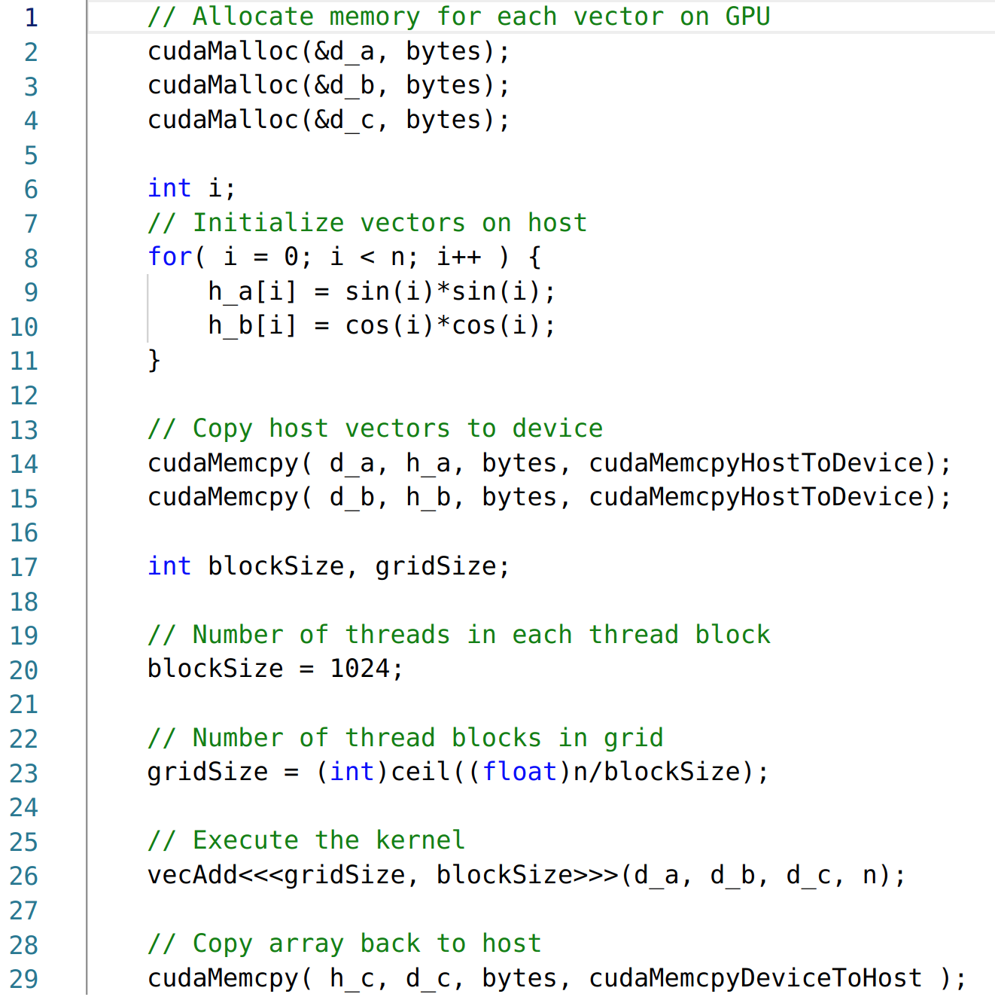 1 // Allocate memory for each vector on GPU
2 cudaMalloc(&d_a, bytes);
3 cudaMalloc(&d_b, bytes);
4 cudaMalloc(&d_c, bytes);
5
6 int i;
7 // Initialize vectors on host
8 for( i = 0; i < n; i++ ) {
9     h_a[i] = sin(i)*sin(i);
10     h_b[i] = cos(i)*cos(i);
11 }
12
13 // Copy host vectors to device
14 cudaMemcpy( d_a, h_a, bytes, cudaMemcpyHostToDevice);
15 cudaMemcpy( d_b, h_b, bytes, cudaMemcpyHostToDevice);
16
17 int blockSize, gridSize;
18
19 // Number of threads in each thread block
20 blockSize = 1024;
21
22 // Number of thread blocks in grid
23 gridSize = (int)ceil((float)n/blockSize);
24
25 // Execute the kernel
26 vecAdd<<<gridSize, blockSize>>>(d_a, d_b, d_c, n);
27
28 // Copy array back to host
29 cudaMemcpy( h_c, d_c, bytes, cudaMemcpyDeviceToHost );